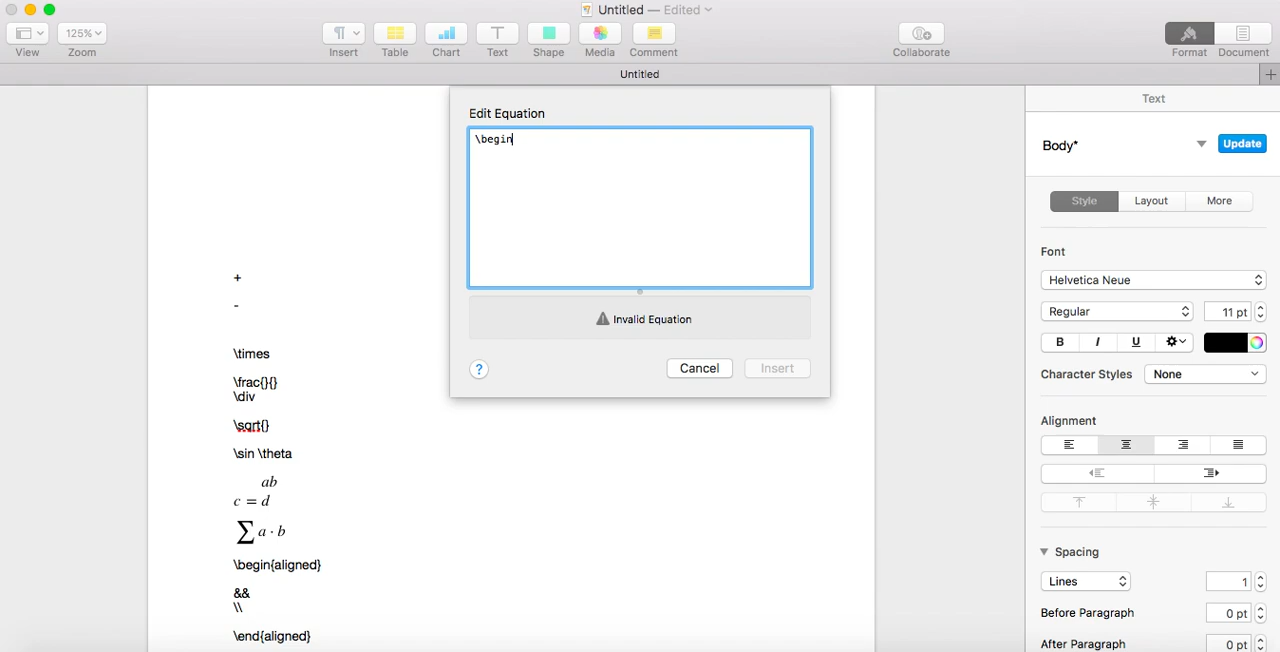 Untitled — Edited
125%
View
Zoom
Insert
Table
Chart
Text
Shape
Media
Comment
Collaborate
Format
Document
Untitled
Edit Equation
\begin
Invalid Equation
?
Cancel
Insert
+
-
\times
\frac{}{}
\div
\sqrt{}
\sin \theta
ab
c = d
∑ a · b
\begin{aligned}
&&
\\
\end{aligned}
Text
Body*
Update
Style
Layout
More
Font
Helvetica Neue
Regular
11 pt
B
I
U
Character Styles
None
Alignment
Spacing
Lines
1
Before Paragraph
0 pt
After Paragraph
0 pt